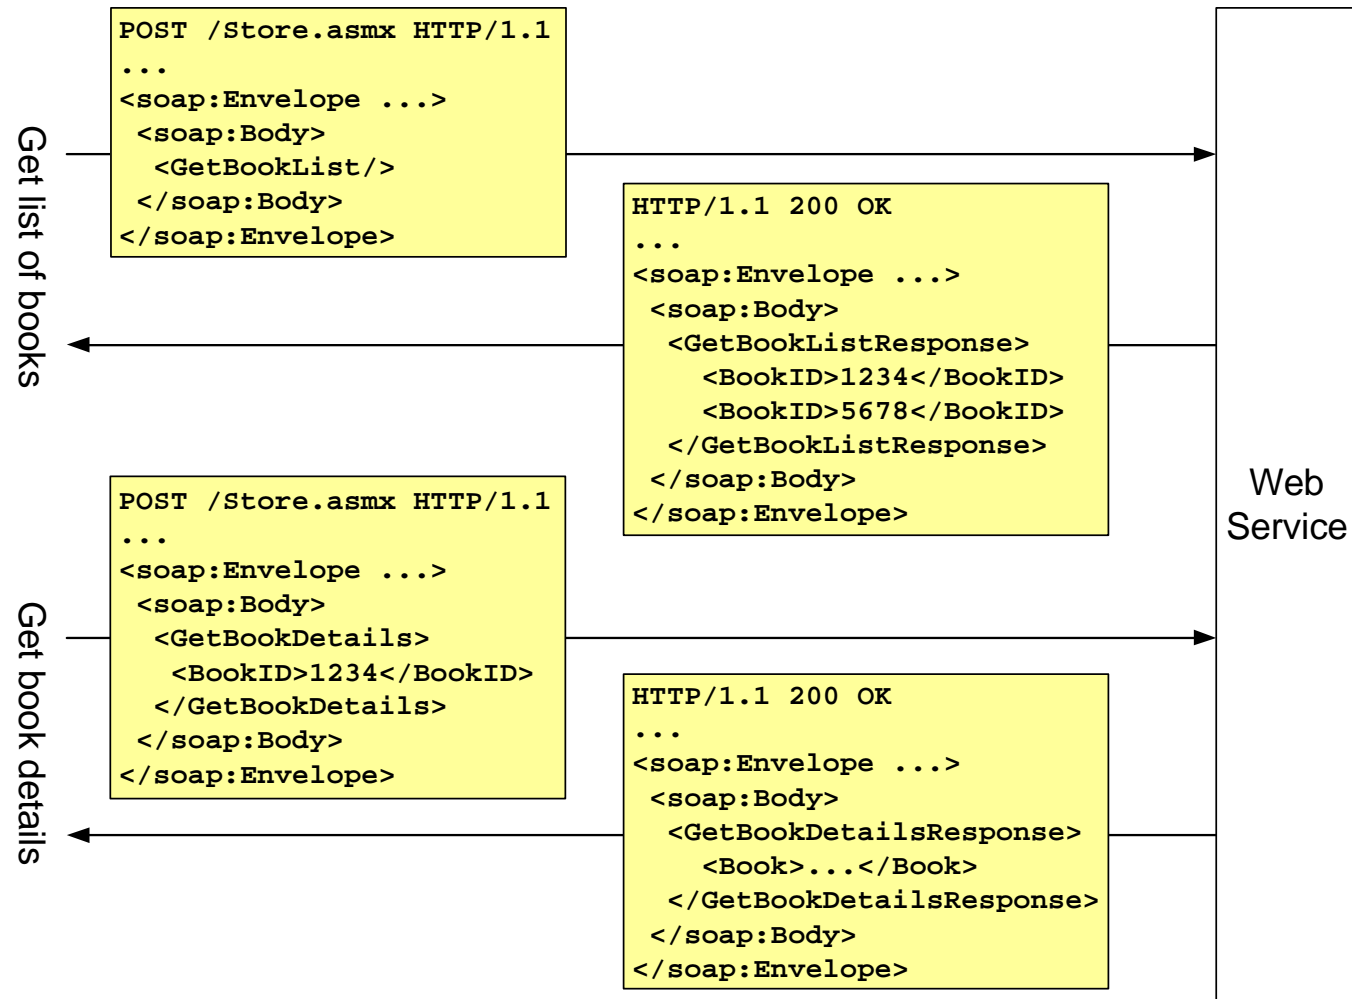 Get list of books
POST /Store.asmx HTTP/1.1
...
<soap:Envelope ...>
 <soap:Body>
  <GetBookList/>
 </soap:Body>
</soap:Envelope>
HTTP/1.1 200 OK
...
<soap:Envelope ...>
 <soap:Body>
  <GetBookListResponse>
    <BookID>1234</BookID>
    <BookID>5678</BookID>
  </GetBookListResponse>
 </soap:Body>
</soap:Envelope>
Get book details
POST /Store.asmx HTTP/1.1
...
<soap:Envelope ...>
 <soap:Body>
  <GetBookDetails>
   <BookID>1234</BookID>
  </GetBookDetails>
 </soap:Body>
</soap:Envelope>
HTTP/1.1 200 OK
...
<soap:Envelope ...>
 <soap:Body>
  <GetBookDetailsResponse>
    <Book>...</Book>
  </GetBookDetailsResponse>
 </soap:Body>
</soap:Envelope>
Web
Service